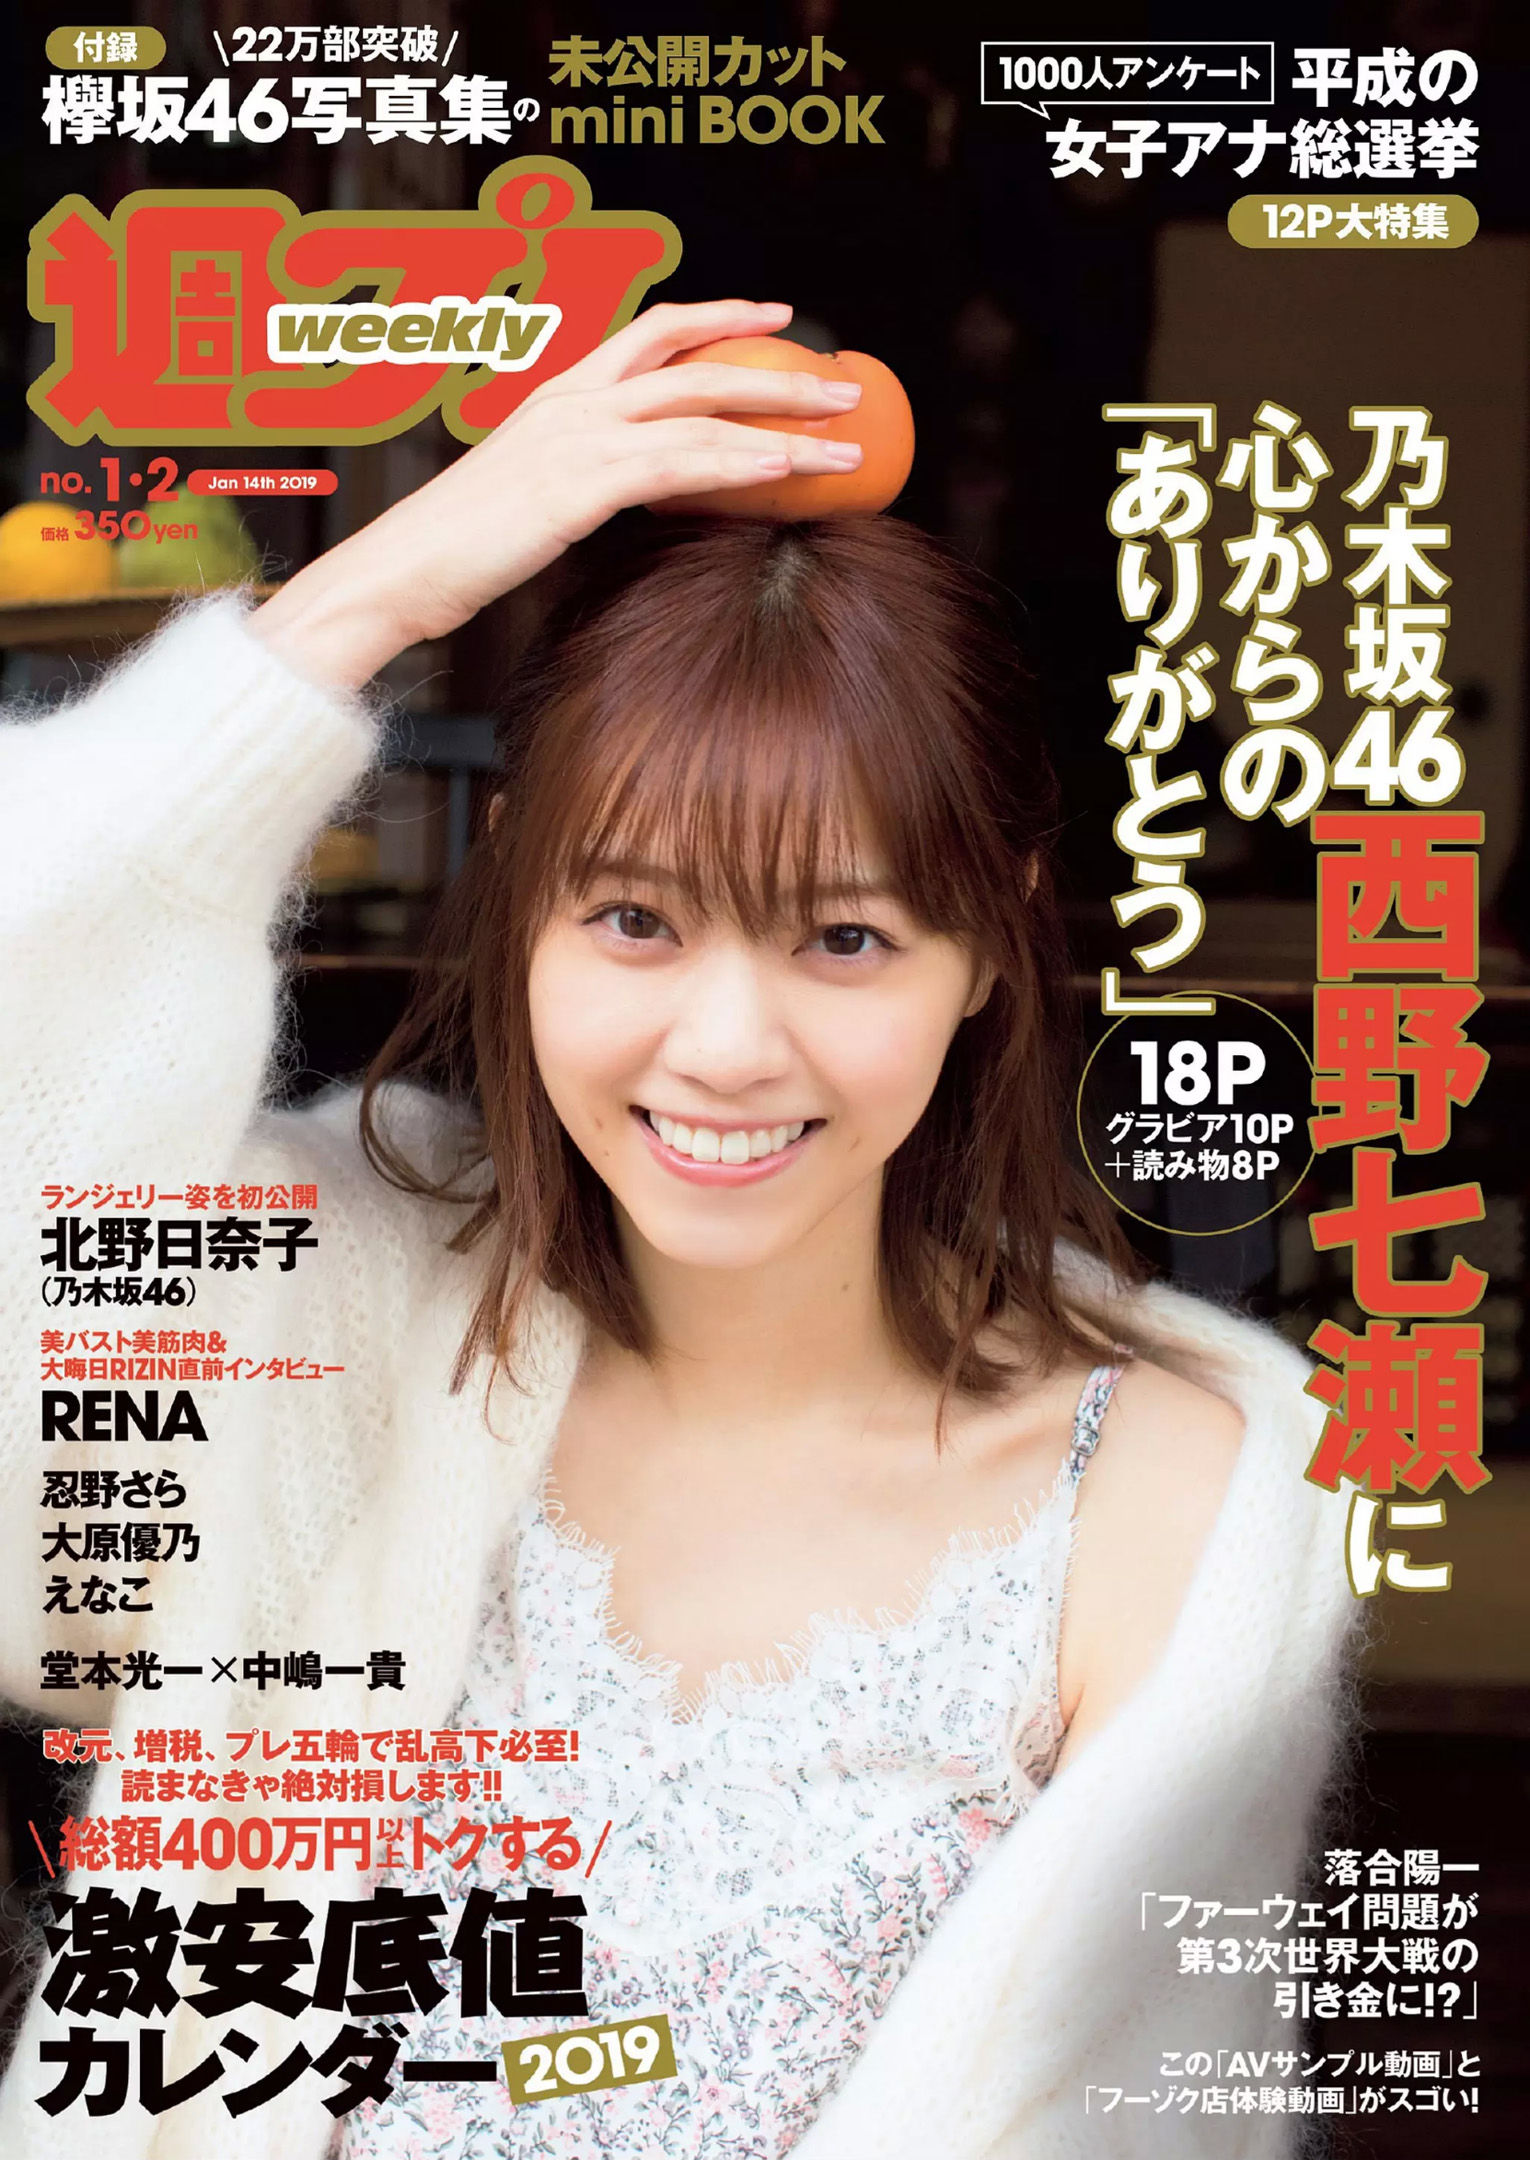 付録
\22万部突破/
欅坂46写真集の
未公開カット
mini BOOK
1000人アンケート
平成の
女子アナ総選挙
12P大特集
週プレ
weekly
no.1・2
Jan 14th 2019
価格350yen
乃木坂46西野七瀬に
心からの
「ありがとう」
18P
グラビア10P
+読み物8P
ランジェリー姿を初公開
北野日奈子
(乃木坂46)
美バスト美筋肉&
大晦日RIZIN直前インタビュー
RENA
忍野さら
大原優乃
えなこ
堂本光一×中嶋一貴
改元、増税、プレ五輪で乱高下必至!
読まなきゃ絶対損します!!
\総額400万円以上トクする/
激安底値
カレンダー2019
落合陽一
「ファーウェイ問題が
第3次世界大戦の
引き金に!?」
この「AVサンプル動画」と
「フーゾク店体験動画」がスゴい!